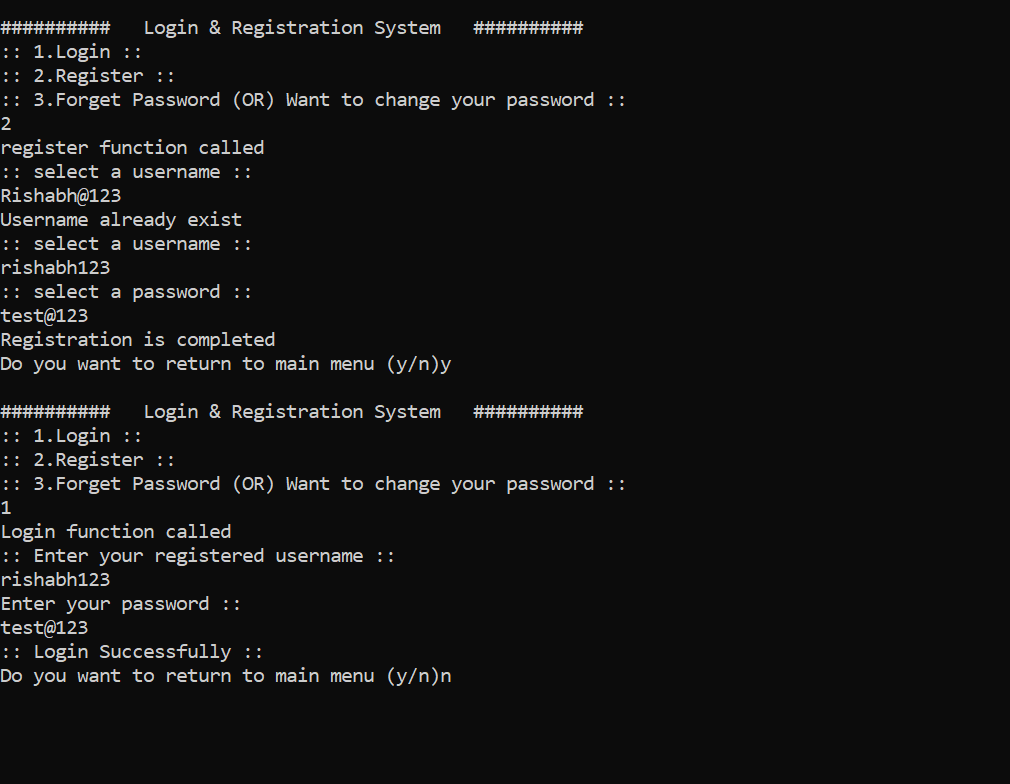 ##########   Login & Registration System   ##########
:: 1.Login ::
:: 2.Register ::
:: 3.Forget Password (OR) Want to change your password ::
2
register function called
:: select a username ::
Rishabh@123
Username already exist
:: select a username ::
rishabh123
:: select a password ::
test@123
Registration is completed
Do you want to return to main menu (y/n)y
##########   Login & Registration System   ##########
:: 1.Login ::
:: 2.Register ::
:: 3.Forget Password (OR) Want to change your password ::
1
Login function called
:: Enter your registered username ::
rishabh123
Enter your password ::
test@123
:: Login Successfully ::
Do you want to return to main menu (y/n)n